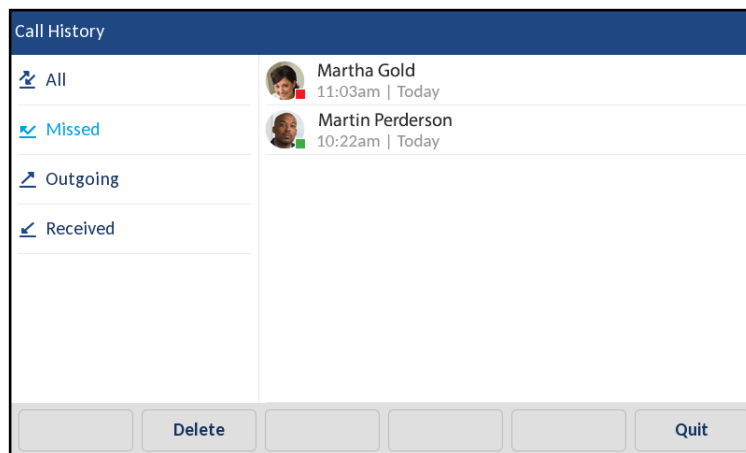 Call History
All
Missed
Outgoing
Received
Martha Gold
11:03am | Today
Martin Perderson
10:22am | Today
Delete
Quit